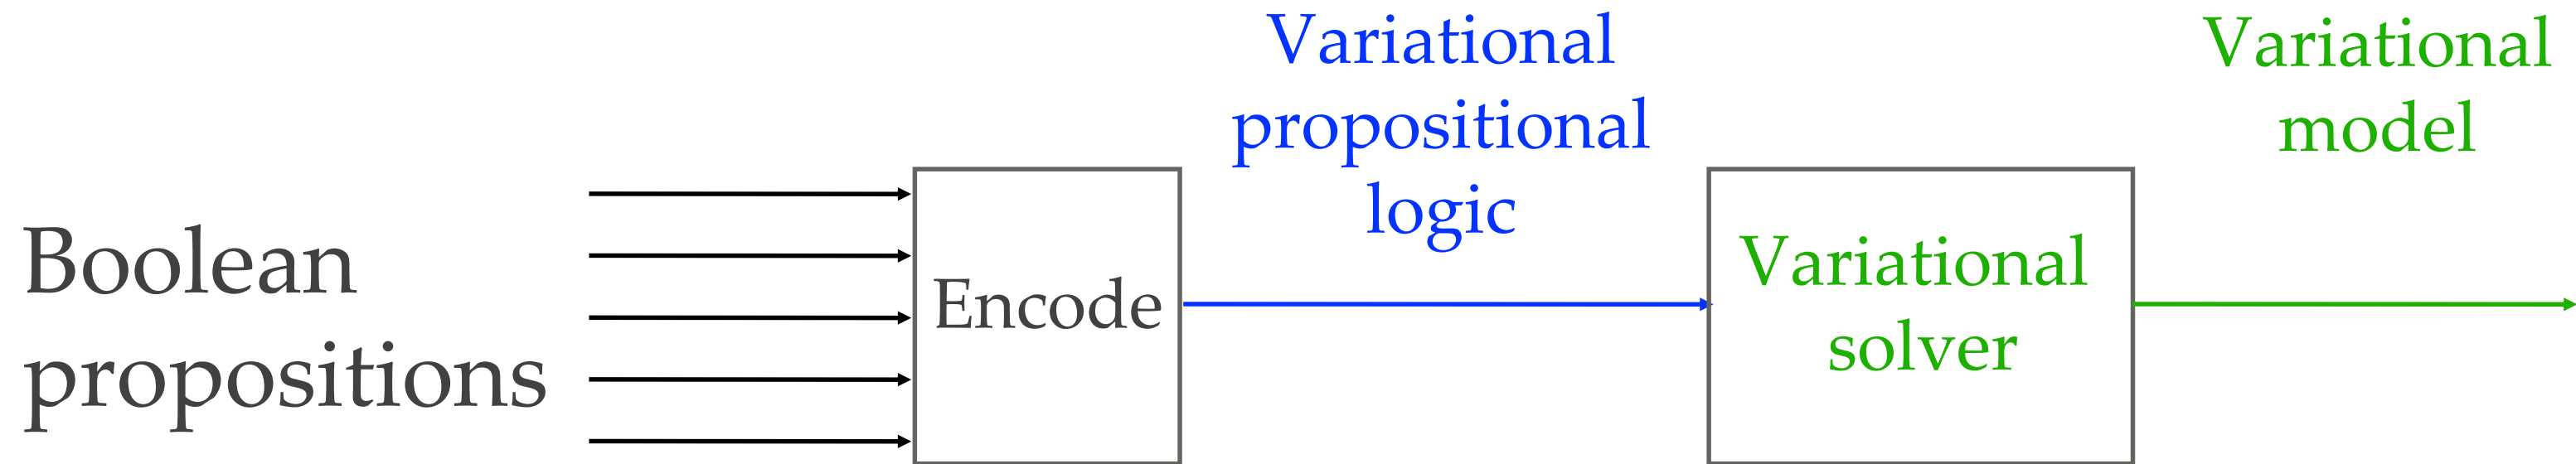 Boolean
propositions
Encode
Variational
propositional
logic
Variational
solver
Variational
model